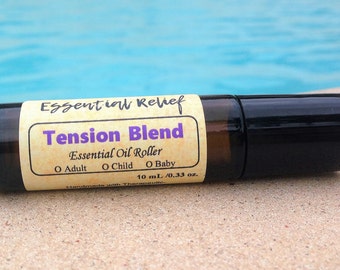 Essential Relief
Tension Blend
Essential Oil Roller
O Adult O Child O Baby
10 mL /0.33 oz.